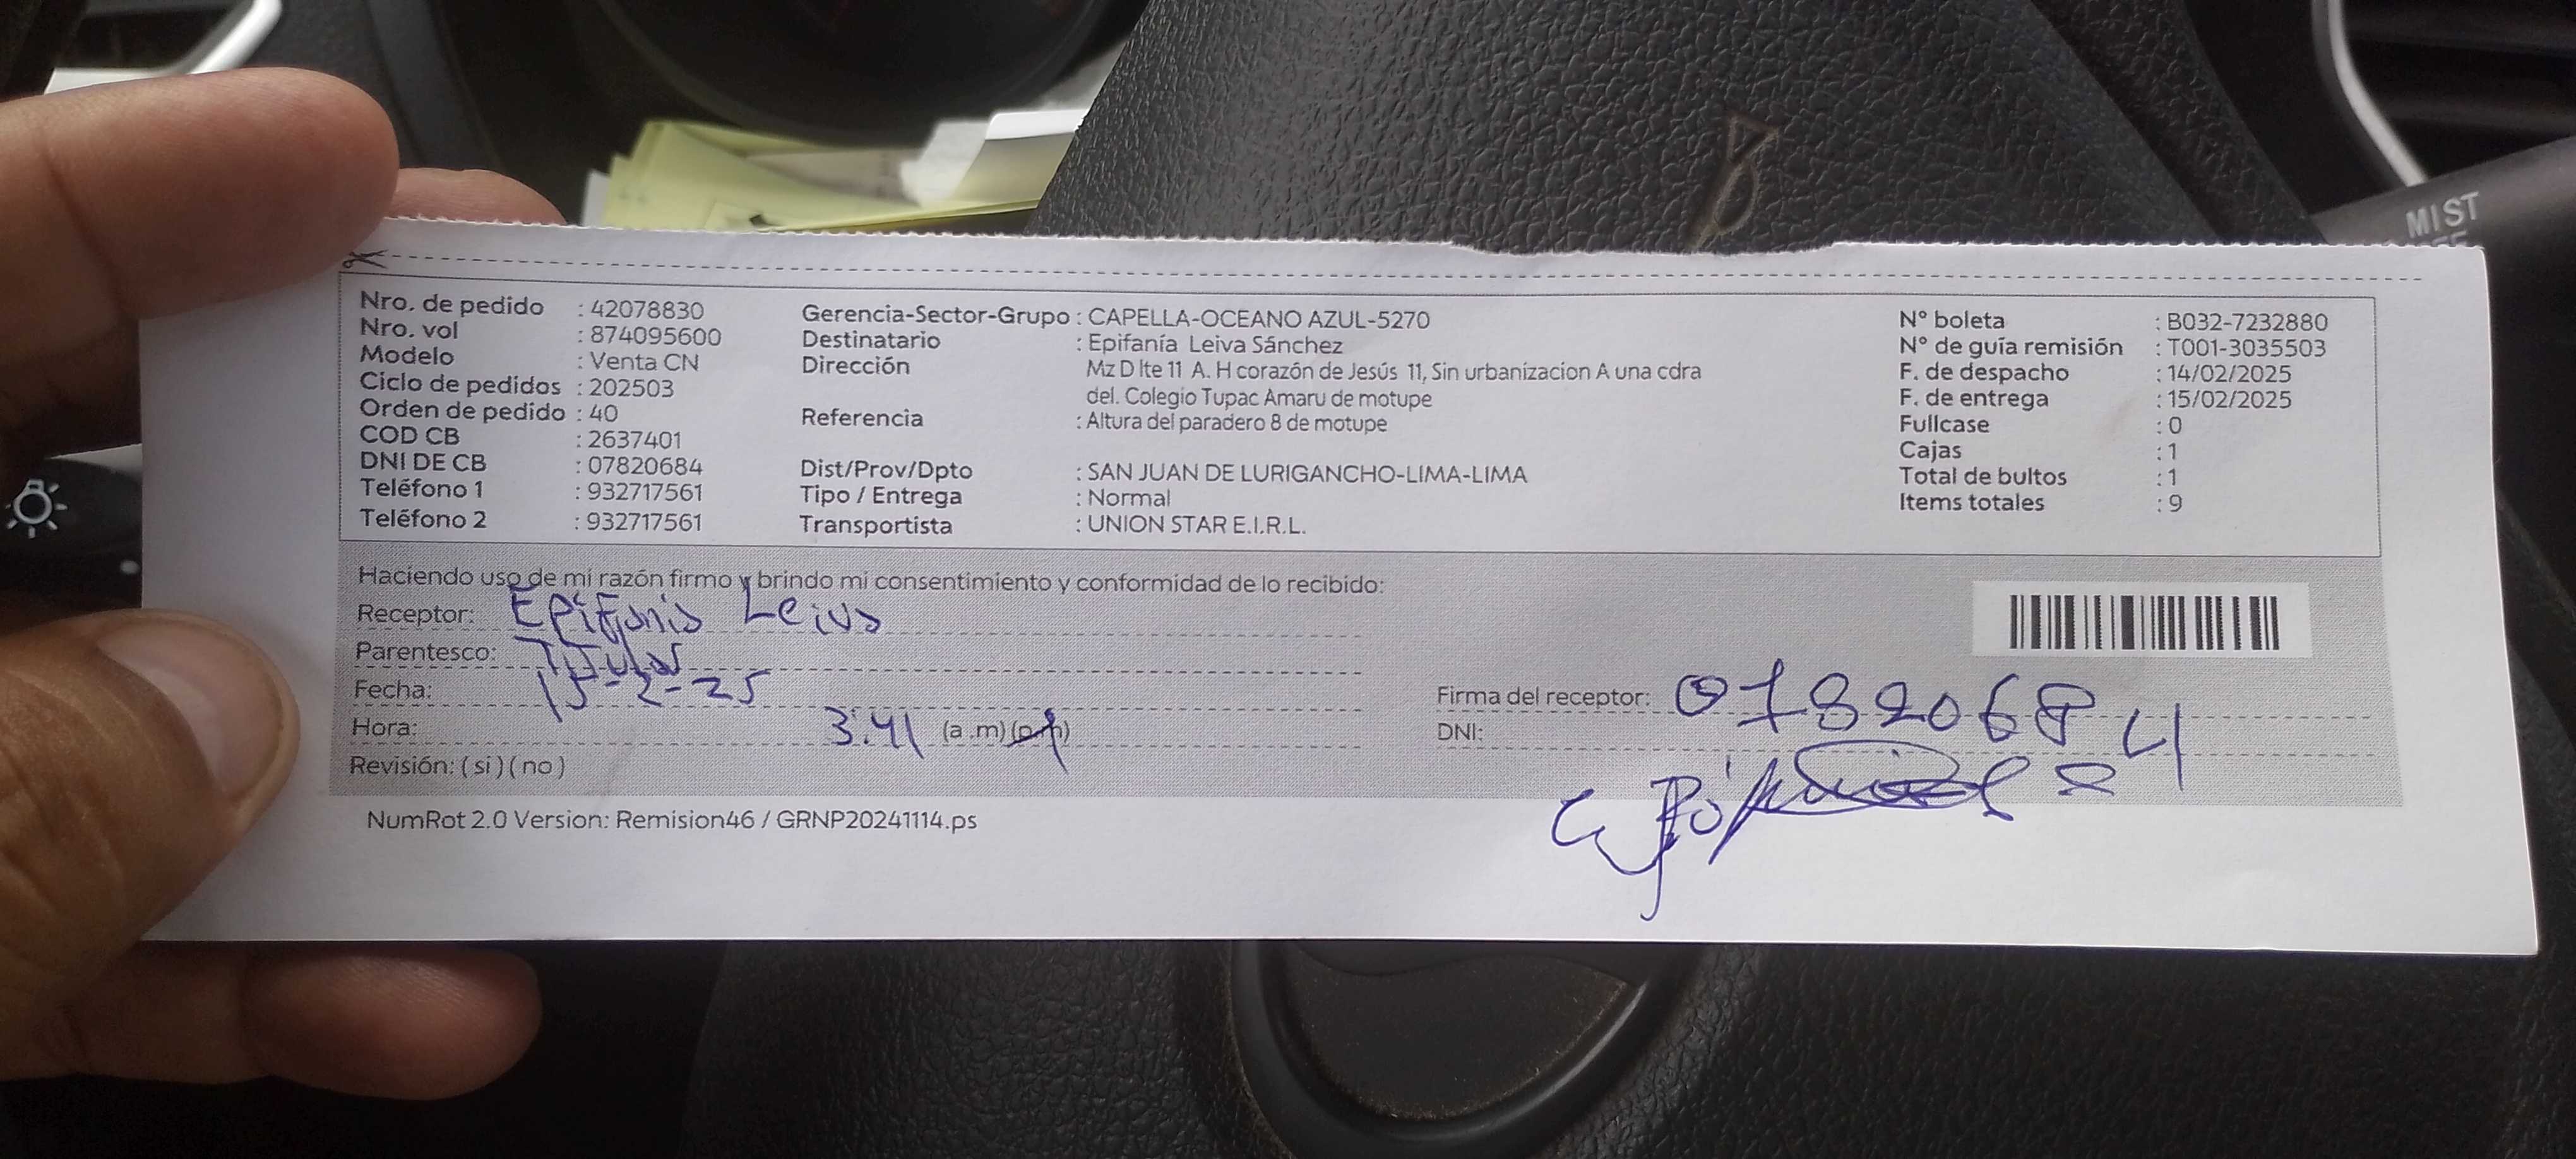 Nro. de pedido : 42078830
Nro. vol : 874095600
Modelo : Venta CN
Ciclo de pedidos : 202503
Orden de pedido : 40
COD CB : 2637401
DNI DE CB : 07820684
Teléfono 1 : 932717561
Teléfono 2 : 932717561
Gerencia-Sector-Grupo : CAPELLA-OCEANO AZUL-5270
Destinatario : Epifanía Leiva Sánchez
Dirección Mz D lte 11 A. H corazón de Jesús 11, Sin urbanizacion A una cdra
del. Colegio Tupac Amaru de motupe
Referencia : Altura del paradero 8 de motupe
Dist/Prov/Dpto : SAN JUAN DE LURIGANCHO-LIMA-LIMA
Tipo / Entrega : Normal
Transportista : UNION STAR E.I.R.L.
N° boleta : B032-7232880
N° de guía remisión : T001-3035503
F. de despacho : 14/02/2025
F. de entrega : 15/02/2025
Fullcase : 0
Cajas : 1
Total de bultos : 1
Items totales : 9
Haciendo uso de mi razón firmo y brindo mi consentimiento y conformidad de lo recibido:
Receptor: Epifania Leiva
Parentesco: Titular
Fecha: 15-2-25
Hora: 3:41 (a.m)(p.m)
Revisión: (si)(no)
Firma del receptor: 07820684
DNI:
NumRot 2.0 Version: Remision46 / GRNP20241114.ps
MIST